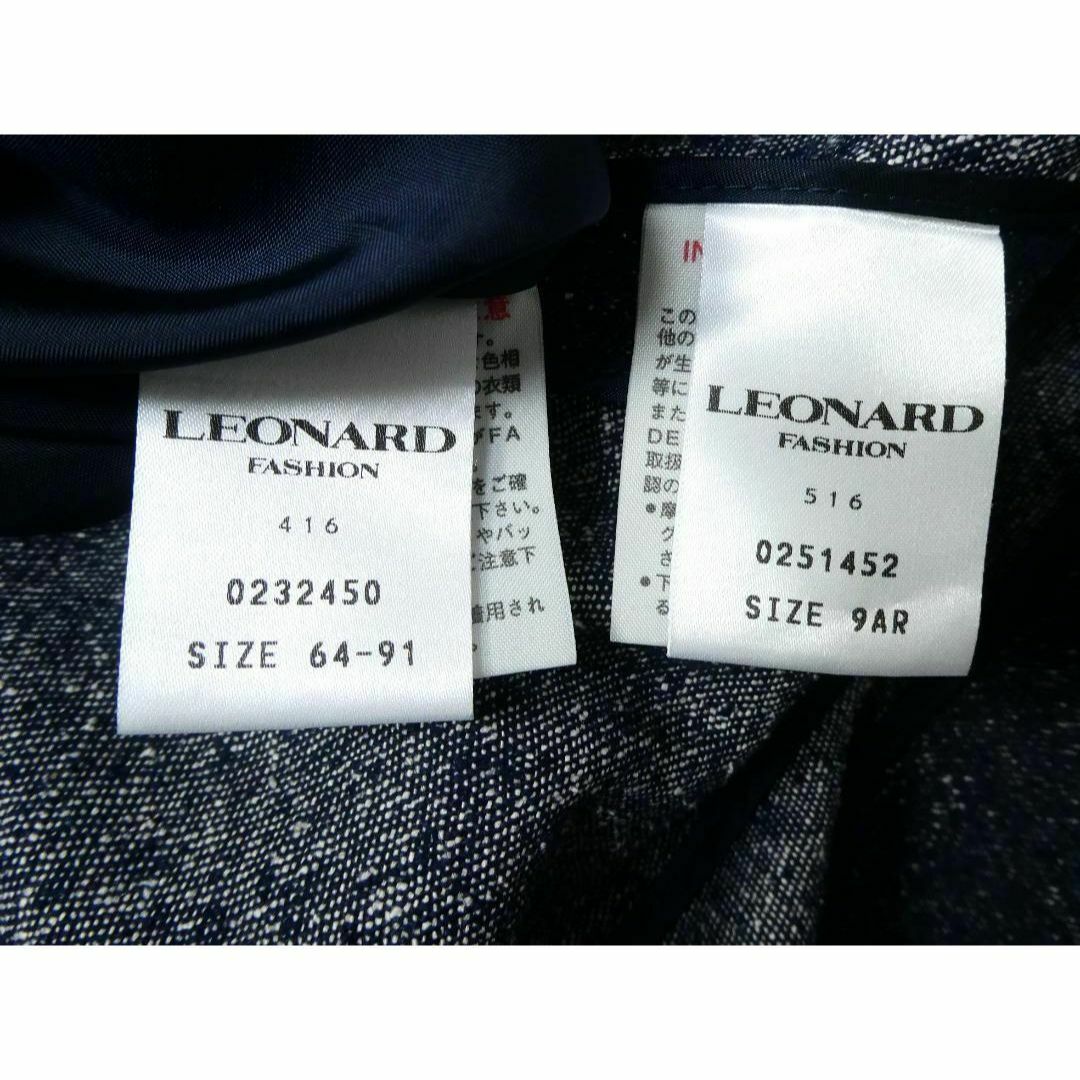 LEONARD
FASHION
416
0232450
SIZE 64-91
意
す。
色相
の衣類
ます。
FA
をご確
下さい。
やバッ
ご注意下
着用され
。
IN
この
他の
が生
等に
また
DE
取扱
認の
●摩
ク
さ
●下
る
LEONARD
FASHION
516
0251452
SIZE 9AR